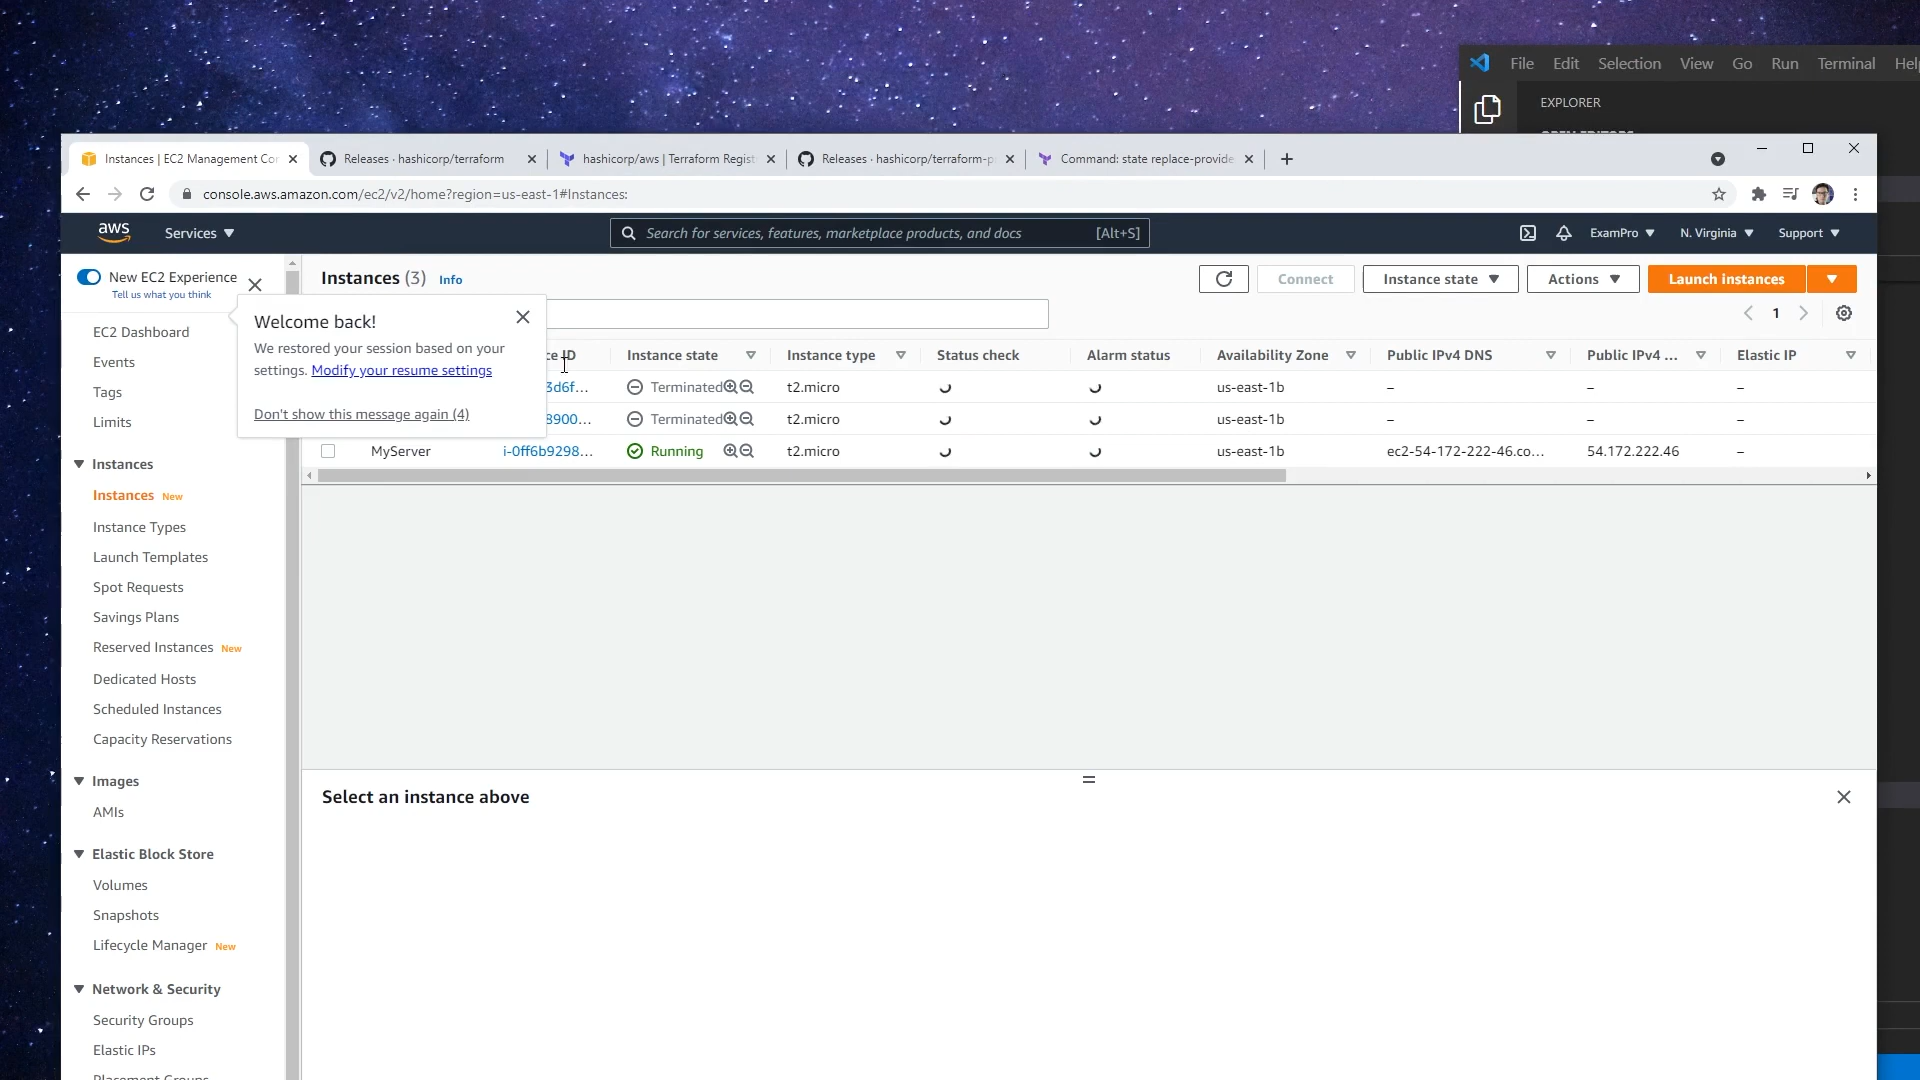 File Edit Selection View Go Run Terminal Help
EXPLORER
Instances | EC2 Management Cor
Releases · hashicorp/terraform
hashicorp/aws | Terraform Regist
Releases · hashicorp/terraform-p
Command: state replace-provide
console.aws.amazon.com/ec2/v2/home?region=us-east-1#Instances:
aws Services Search for services, features, marketplace products, and docs [Alt+S] ExamPro N. Virginia Support
New EC2 Experience
Tell us what you think
Instances (3) Info
Connect Instance state Actions Launch instances
1
Welcome back!
We restored your session based on your
settings. Modify your resume settings
Don't show this message again (4)
ce ID Instance state Instance type Status check Alarm status Availability Zone Public IPv4 DNS Public IPv4 ... Elastic IP
3d6f... Terminated t2.micro us-east-1b – – –
8900... Terminated t2.micro us-east-1b – – –
MyServer i-0ff6b9298... Running t2.micro us-east-1b ec2-54-172-222-46.co... 54.172.222.46 –
EC2 Dashboard
Events
Tags
Limits
Instances
Instances New
Instance Types
Launch Templates
Spot Requests
Savings Plans
Reserved Instances New
Dedicated Hosts
Scheduled Instances
Capacity Reservations
Images
AMIs
Elastic Block Store
Volumes
Snapshots
Lifecycle Manager New
Network & Security
Security Groups
Elastic IPs
Select an instance above